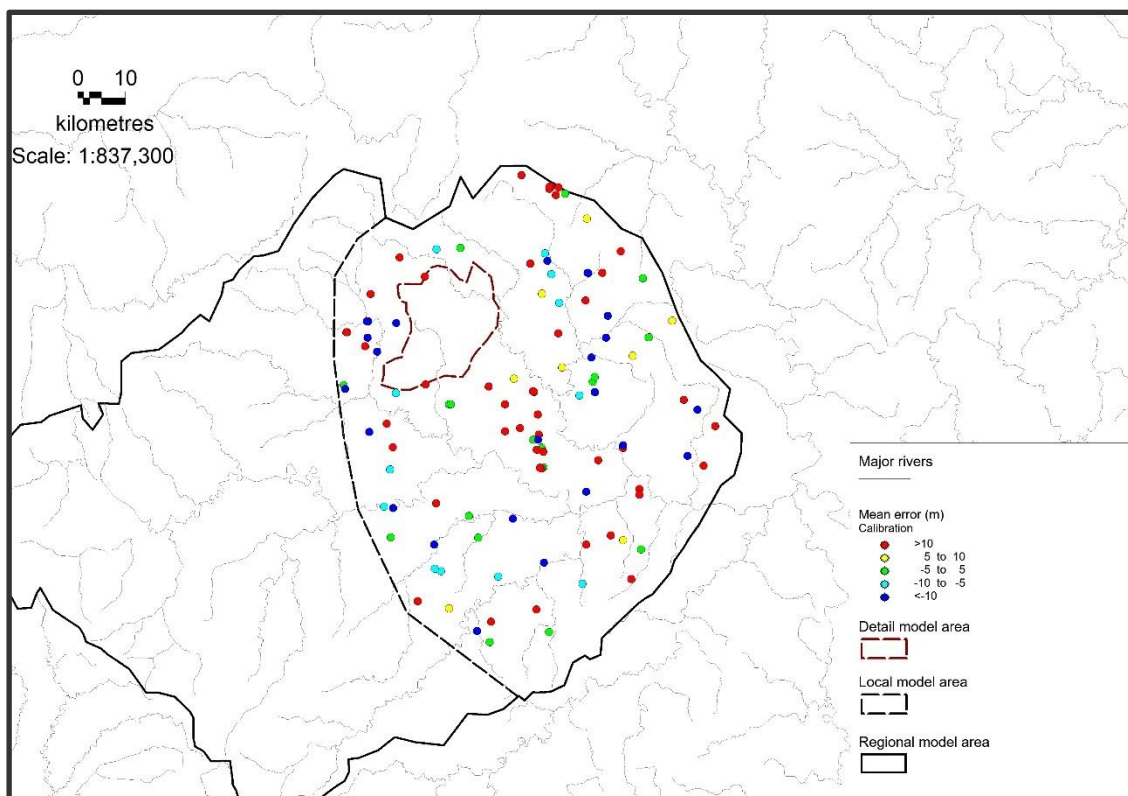 0 10
kilometres
Scale: 1:837,300
Major rivers
Mean error (m)
Calibration
>10
5 to 10
-5 to 5
-10 to -5
<-10
Detail model area
Local model area
Regional model area